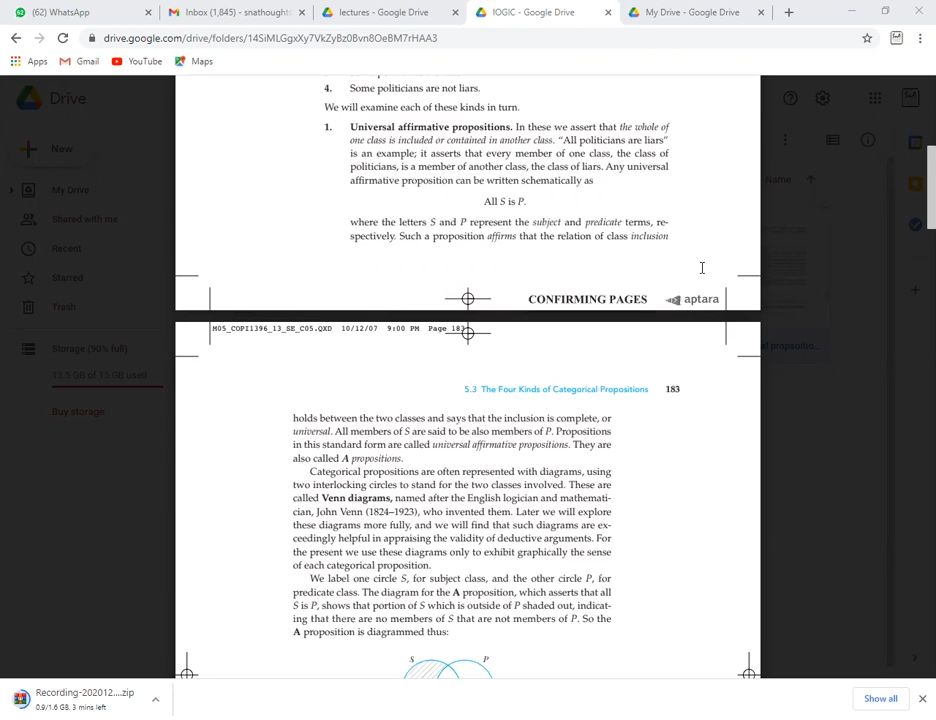 (62) WhatsApp
Inbox (1,845) - snathought
lectures - Google Drive
lOGIC - Google Drive
My Drive - Google Drive
drive.google.com/drive/folders/14SiMLGgxXy7VkZyBz0Bvn8OeBM7rHAA3
Apps
Gmail
YouTube
Maps
Drive
New
My Drive
Shared with me
Recent
Starred
Trash
Storage (90% full)
13.5 GB of 15 GB used
Buy storage
Name
4. Some politicians are not liars.
We will examine each of these kinds in turn.
1. Universal affirmative propositions. In these we assert that the whole of
one class is included or contained in another class. “All politicians are liars”
is an example; it asserts that every member of one class, the class of
politicians, is a member of another class, the class of liars. Any universal
affirmative proposition can be written schematically as
All S is P.
where the letters S and P represent the subject and predicate terms, re-
spectively. Such a proposition affirms that the relation of class inclusion
CONFIRMING PAGES
aptara
M05_COPI1396_13_SE_C05.QXD 10/12/07 9:00 PM Page 183
5.3 The Four Kinds of Categorical Propositions 183
holds between the two classes and says that the inclusion is complete, or
universal. All members of S are said to be also members of P. Propositions
in this standard form are called universal affirmative propositions. They are
also called A propositions.
Categorical propositions are often represented with diagrams, using
two interlocking circles to stand for the two classes involved. These are
called Venn diagrams, named after the English logician and mathemati-
cian, John Venn (1824–1923), who invented them. Later we will explore
these diagrams more fully, and we will find that such diagrams are ex-
ceedingly helpful in appraising the validity of deductive arguments. For
the present we use these diagrams only to exhibit graphically the sense
of each categorical proposition.
We label one circle S, for subject class, and the other circle P, for
predicate class. The diagram for the A proposition, which asserts that all
S is P, shows that portion of S which is outside of P shaded out, indicat-
ing that there are no members of S that are not members of P. So the
A proposition is diagrammed thus:
S P
Recording-202012....zip
0.9/1.6 GB, 3 mins left
Show all